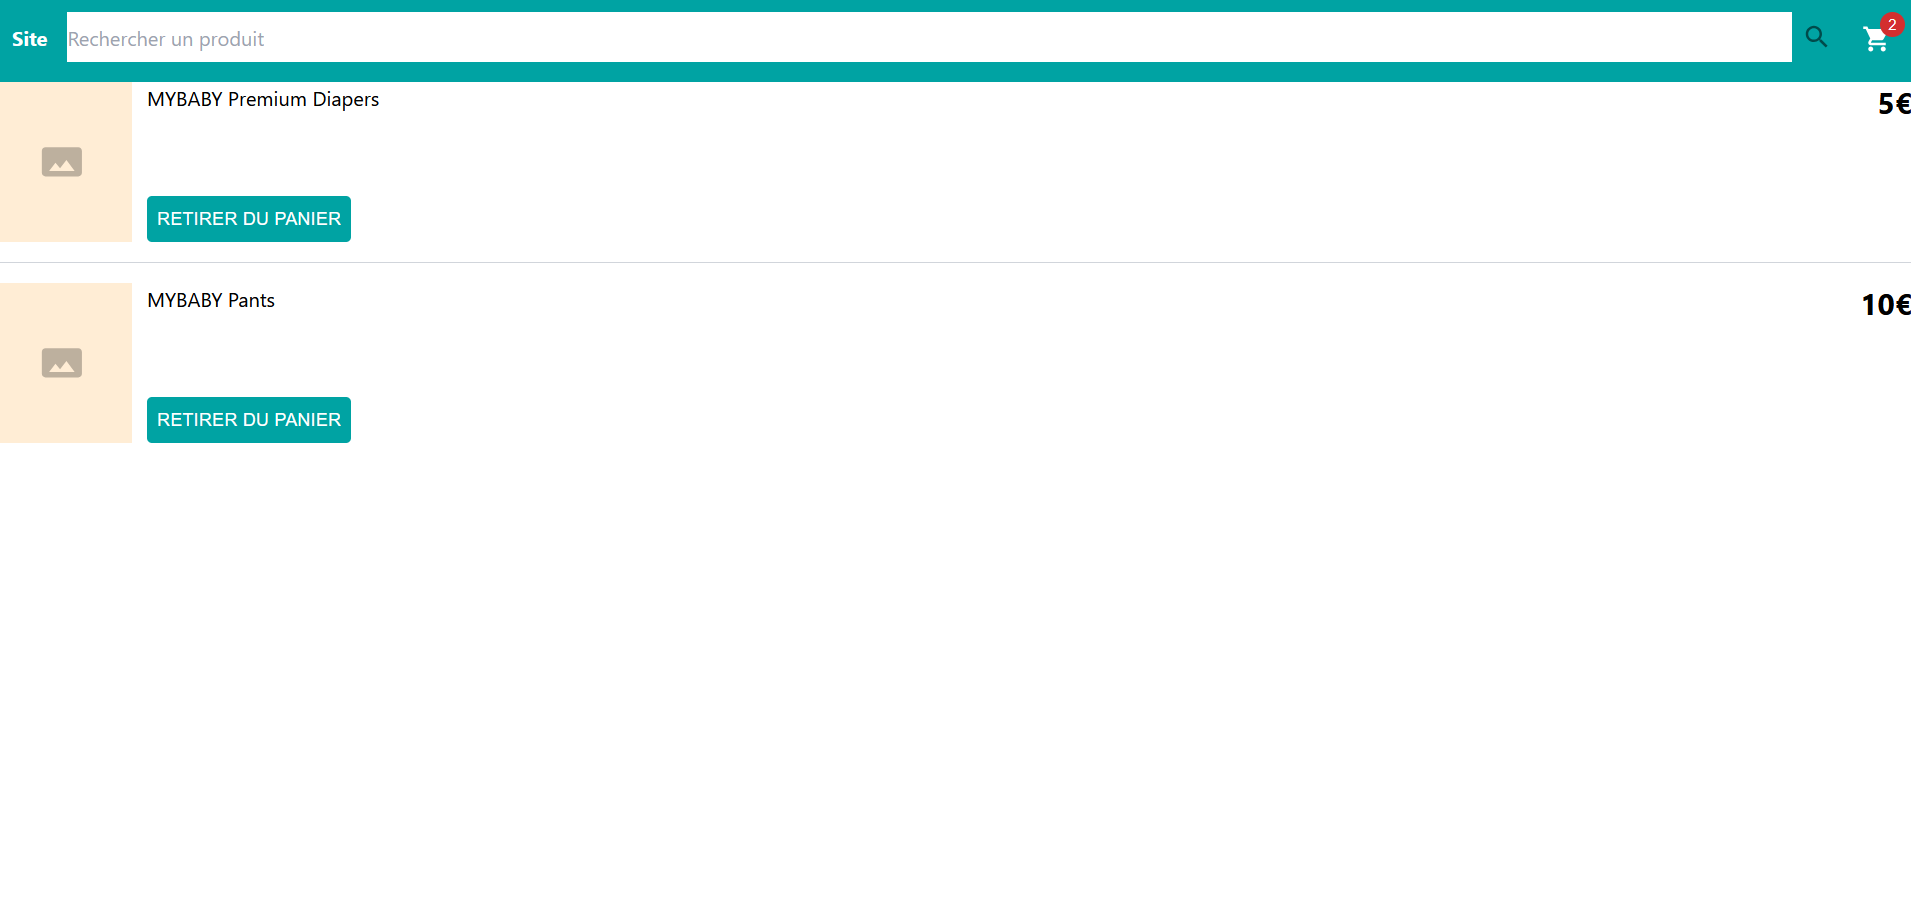 Site
Rechercher un produit
2
MYBABY Premium Diapers
5€
RETIRER DU PANIER
MYBABY Pants
10€
RETIRER DU PANIER